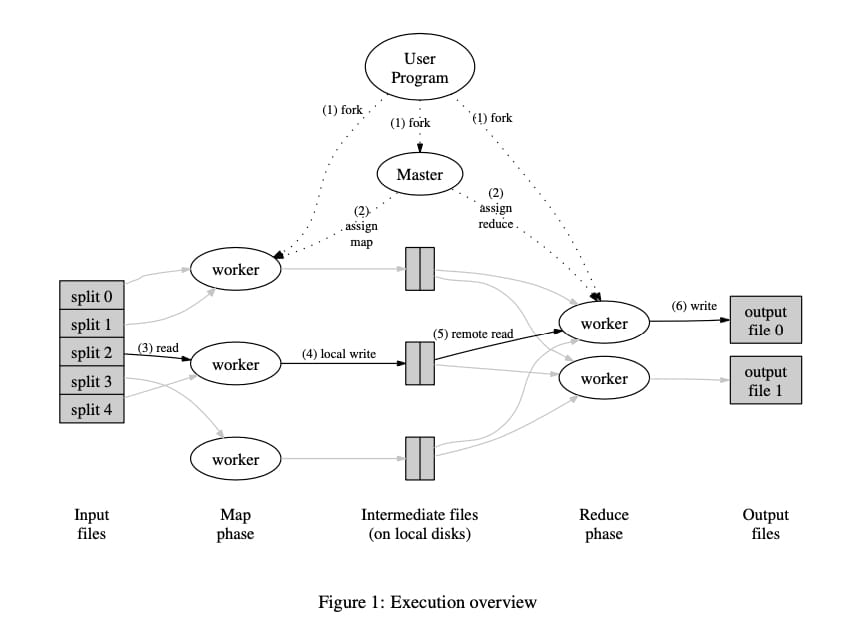 User
Program
(1) fork
(1) fork
(1) fork
Master
(2)
assign
map
(2)
assign
reduce
worker
split 0
split 1
split 2
split 3
split 4
(3) read
worker
(4) local write
(5) remote read
worker
worker
worker
(6) write
output
file 0
output
file 1
Input
files
Map
phase
Intermediate files
(on local disks)
Reduce
phase
Output
files
Figure 1: Execution overview